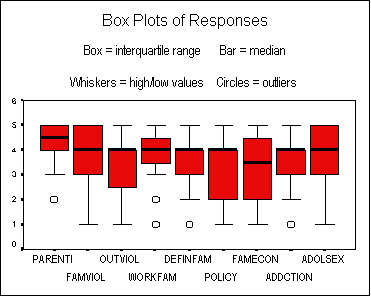 Box Plots of Responses
Box = interquartile range Bar = median
Whiskers = high/low values Circles = outliers
6
5
4
3
2
1
0
PARENTI OUTVIOL DEFINFAM FAMECON ADOLSEX
FAMVIOL WORKFAM POLICY ADDCTION